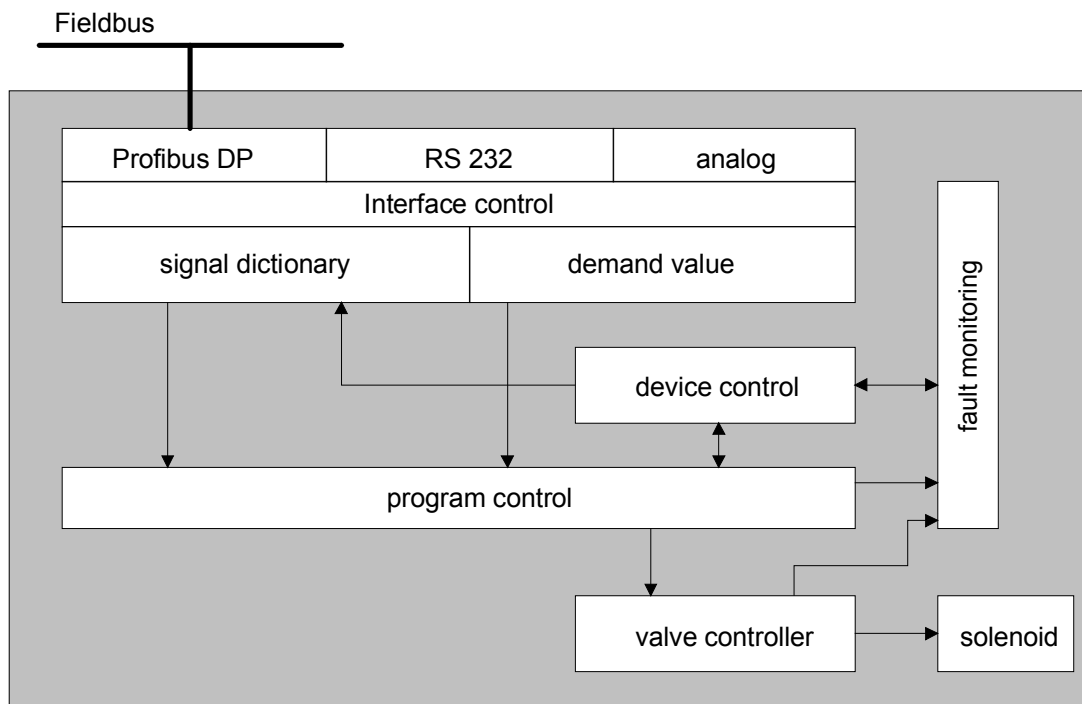 Fieldbus
Profibus DP
RS 232
analog
Interface control
signal dictionary
demand value
fault monitoring
device control
program control
valve controller
solenoid